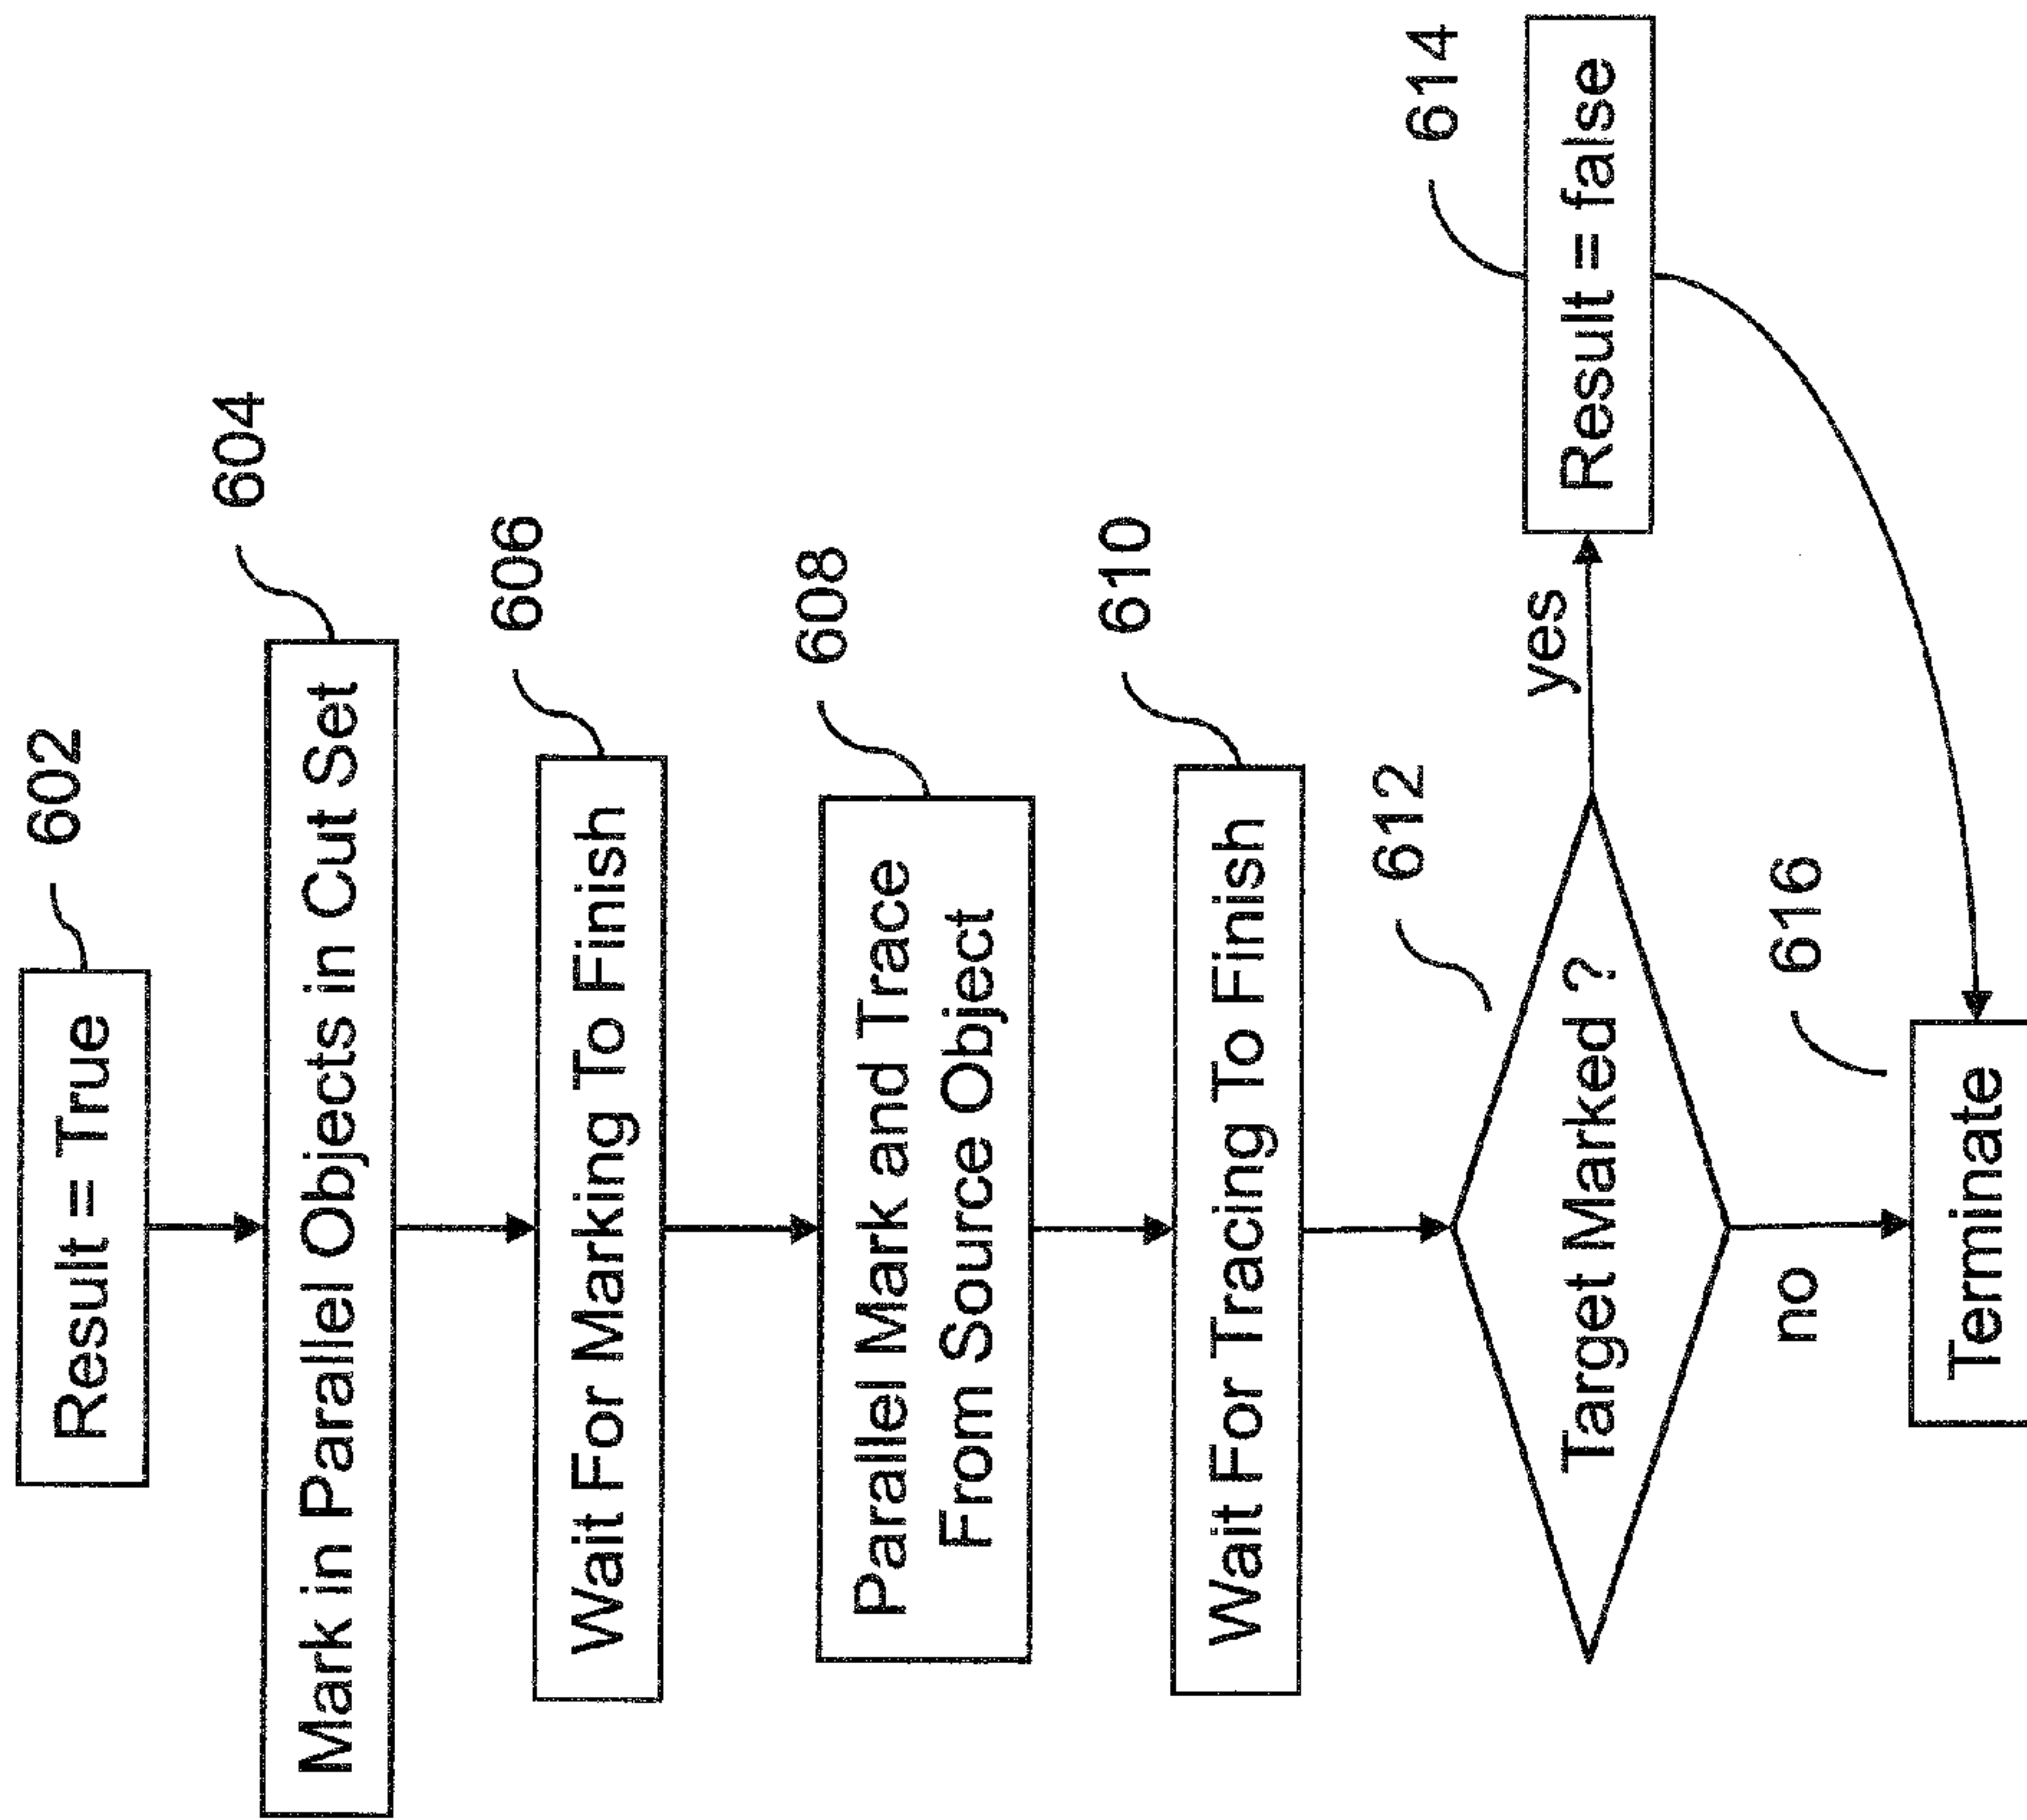 Result = True
602
Mark in Parallel Objects in Cut Set
604
Wait For Marking To Finish
606
Parallel Mark and Trace
From Source Object
608
Wait For Tracing To Finish
610
Target Marked ?
612
yes
Result = false
614
no
Terminate
616